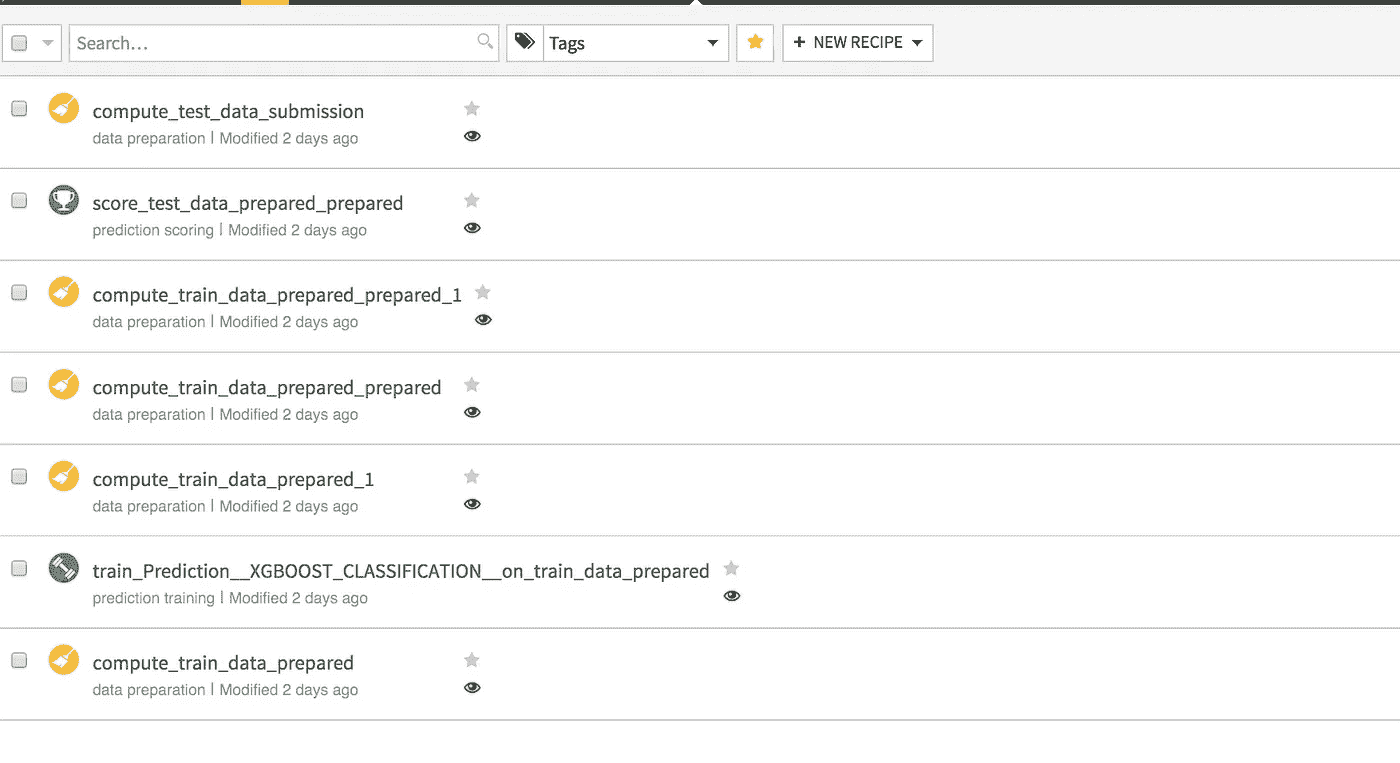 Search...
Tags
+ NEW RECIPE
compute_test_data_submission
data preparation | Modified 2 days ago
score_test_data_prepared_prepared
prediction scoring | Modified 2 days ago
compute_train_data_prepared_prepared_1
data preparation | Modified 2 days ago
compute_train_data_prepared_prepared
data preparation | Modified 2 days ago
compute_train_data_prepared_1
data preparation | Modified 2 days ago
train_Prediction__XGBOOST_CLASSIFICATION__on_train_data_prepared
prediction training | Modified 2 days ago
compute_train_data_prepared
data preparation | Modified 2 days ago